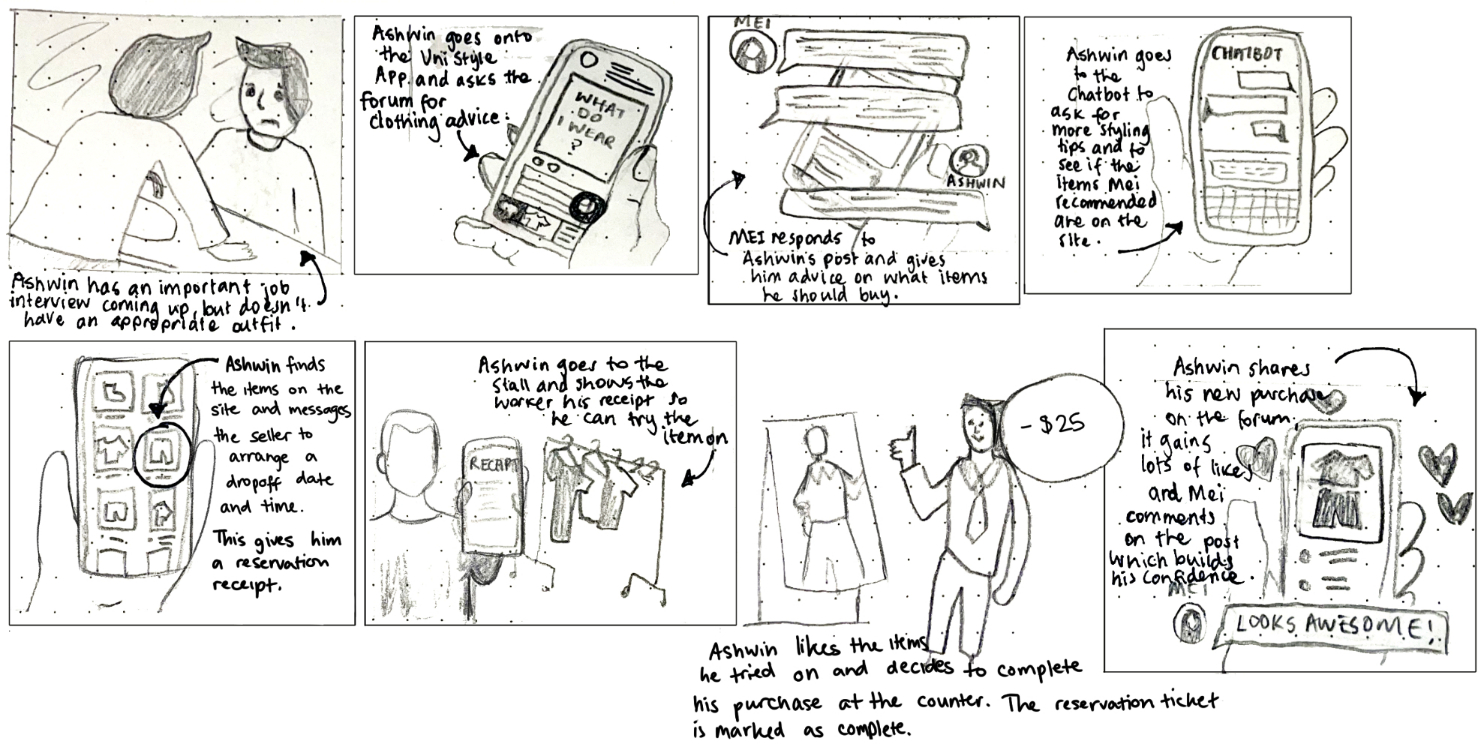 Ashwin has an important job
interview coming up, but doesn't
have an appropriate outfit.
Ashwin goes onto
the UniStyle
App. and asks the
forum for
clothing advice.
WHAT
DO
I WEAR
?
MEI
ASHWIN
MEI responds to
Ashwin's post and gives
him advice on what items
he should buy.
Ashwin goes
to the
Chatbot to
ask for
more styling
tips and to
see if the
items Mei
recommended
are on the
site.
CHATBOT
Ashwin finds
the items on the
site and messages
the seller to
arrange a
dropoff date
and time.
This gives him
a reservation
receipt.
Ashwin goes to the
stall and shows the
worker his receipt so
he can try the
item on
RECAPT
- $25
Ashwin likes the items
he tried on and decides to complete
his purchase at the counter. The reservation ticket
is marked as complete.
Ashwin shares
his new purchase
on the forum,
it gains
lots of likes
and Mei
comments
on the post
which builds
his confidence.
MEI
LOOKS AWESOME!